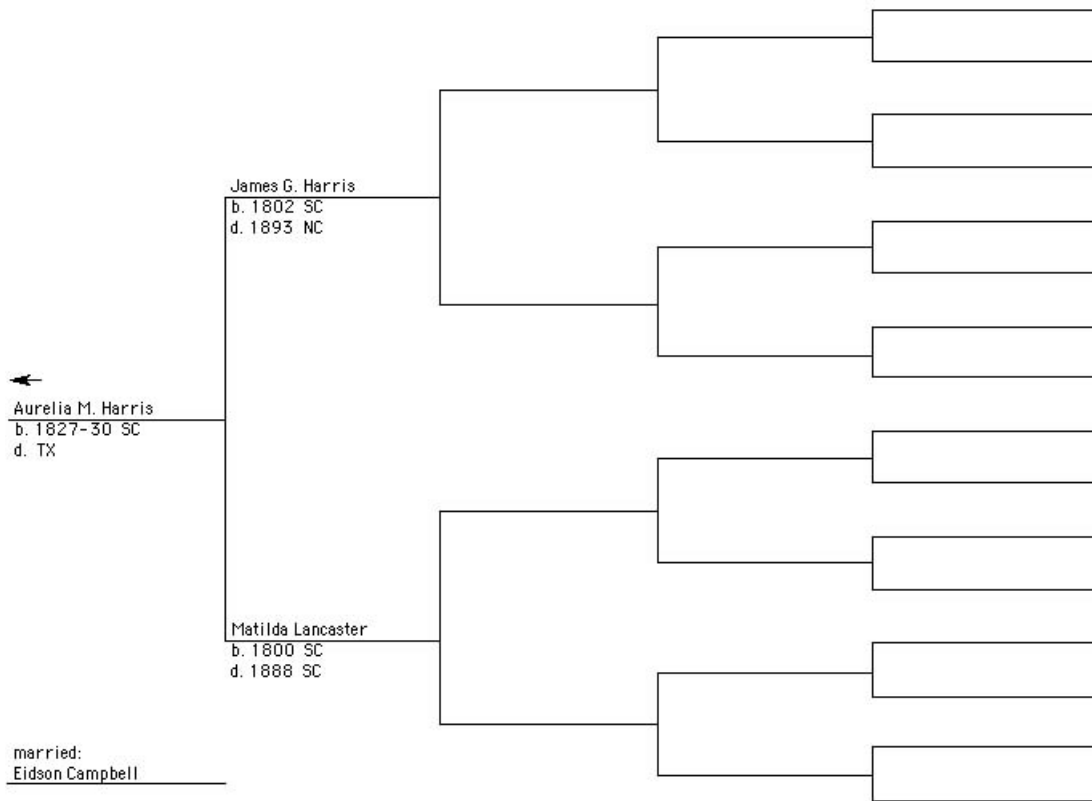 James G. Harris
b. 1802 SC
d. 1893 NC
Aurelia M. Harris
b. 1827-30 SC
d. TX
Matilda Lancaster
b. 1800 SC
d. 1888 SC
married:
Eidson Campbell